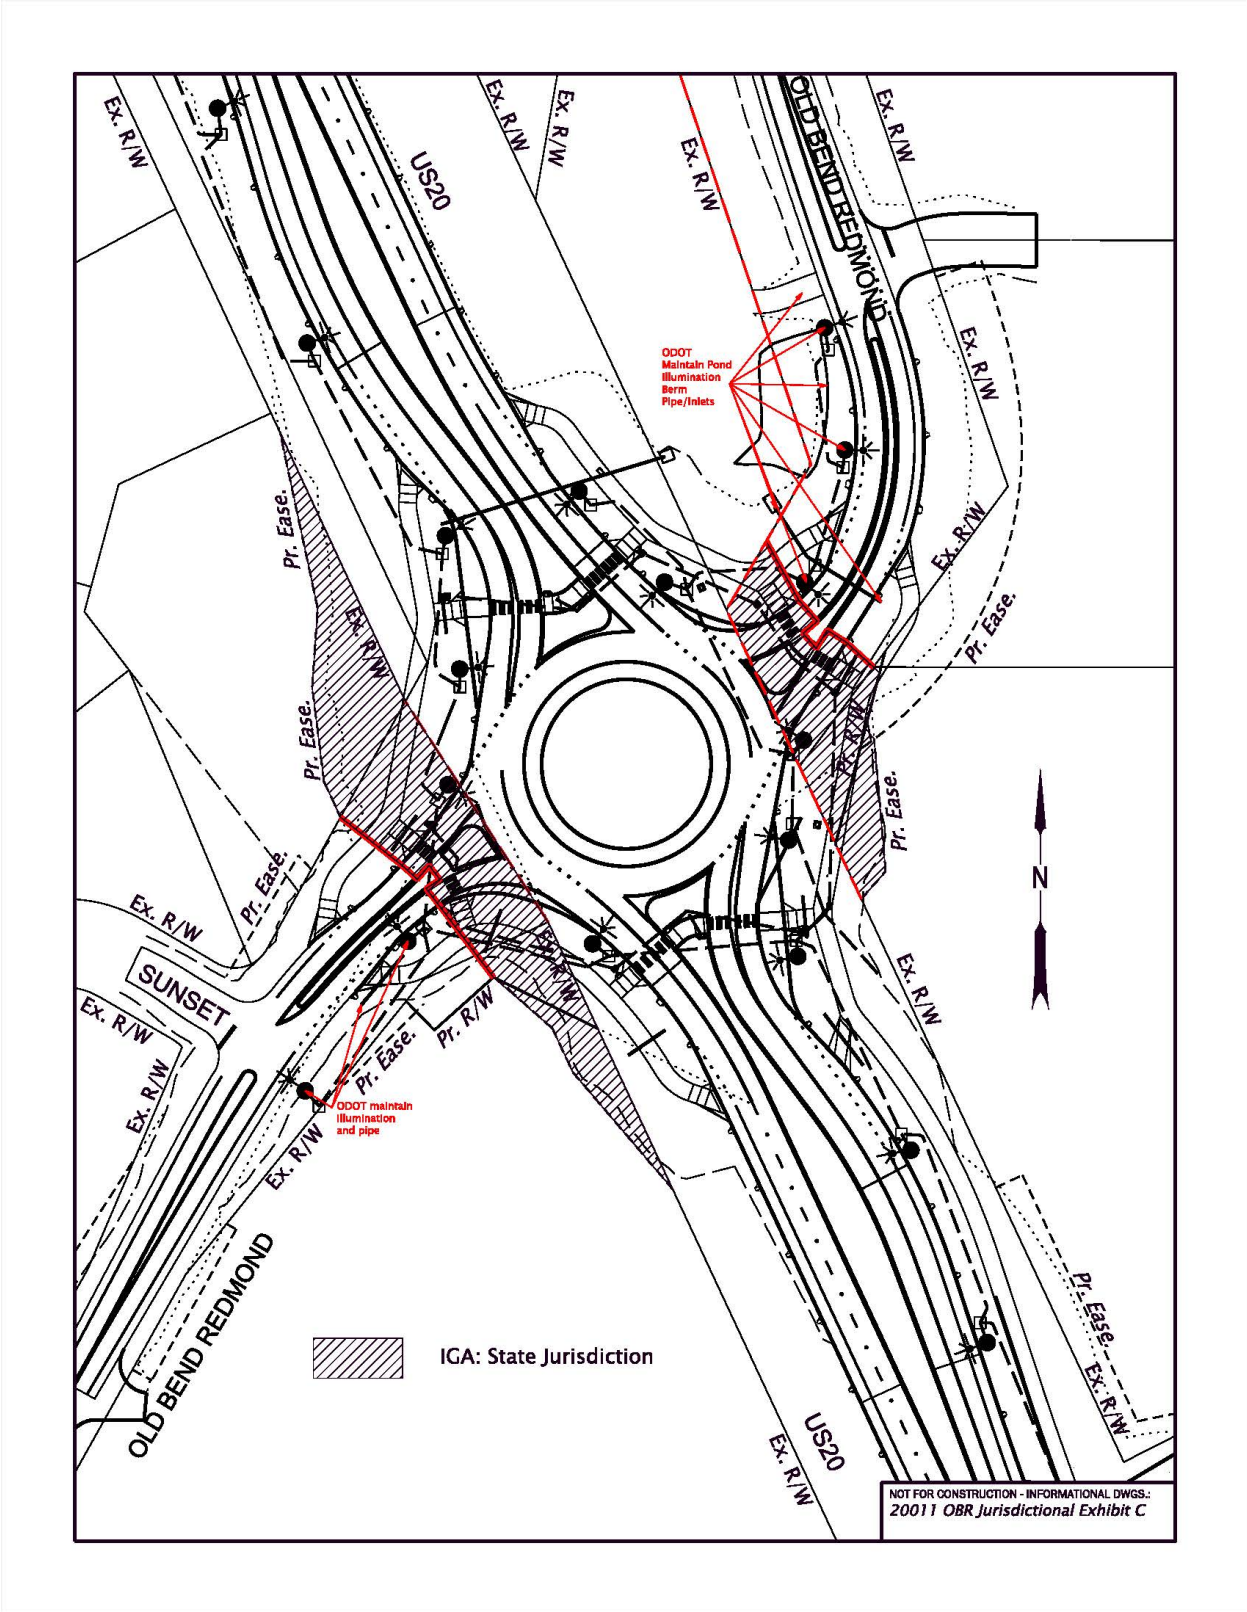 Ex. R/W
US20
Ex. R/W
Ex. R/W
Ex. R/W
OLD BEND REDMOND
Ex. R/W
ODOT
Maintain Pond
Illumination
Berm
Pipe/Inlets
Ex. R/W
Pr. Ease.
Ex. R/W
Ex. R/W
Pr. Ease.
Pr. Ease.
Pr. R/W
Pr. Ease.
Pr. Ease.
Ex. R/W
SUNSET
Ex. R/W
Ex. R/W
Ex. R/W
Pr. R/W
Pr. Ease.
Ex. R/W
N
ODOT maintain
Illumination
and pipe
Ex. R/W
OLD BEND REDMOND
Pr. Ease.
Ex. R/W
IGA: State Jurisdiction
US20
Ex. R/W
NOT FOR CONSTRUCTION - INFORMATIONAL DWGS.:
20011 OBR Jurisdictional Exhibit C